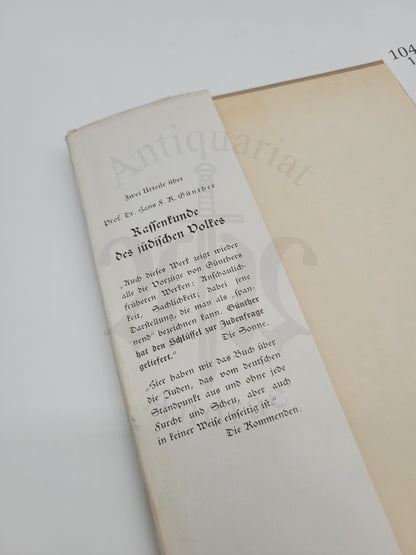 104
1
Antiquariat
Zwei Urteile über
Prof. Dr. Hans F. K. Günther
Rassenkunde
des jüdischen Volkes
„Auch dieses Werk zeigt wieder
alle die Vorzüge von Günthers
früheren Werken: Anschaulich-
keit, Sachlichkeit; dabei jene
Darstellung, die man als „span
nend“ bezeichnen kann. Günther
hat den Schlüssel zur Judenfrage
geliefert.“ Die Sonne.
„Hier haben wir das Buch über
die Juden, das vom deutschen
Standpunkt aus und ohne jede
Furcht und Scheu, aber auch
in keiner Weise einseitig ist.“
Die Kommenden.